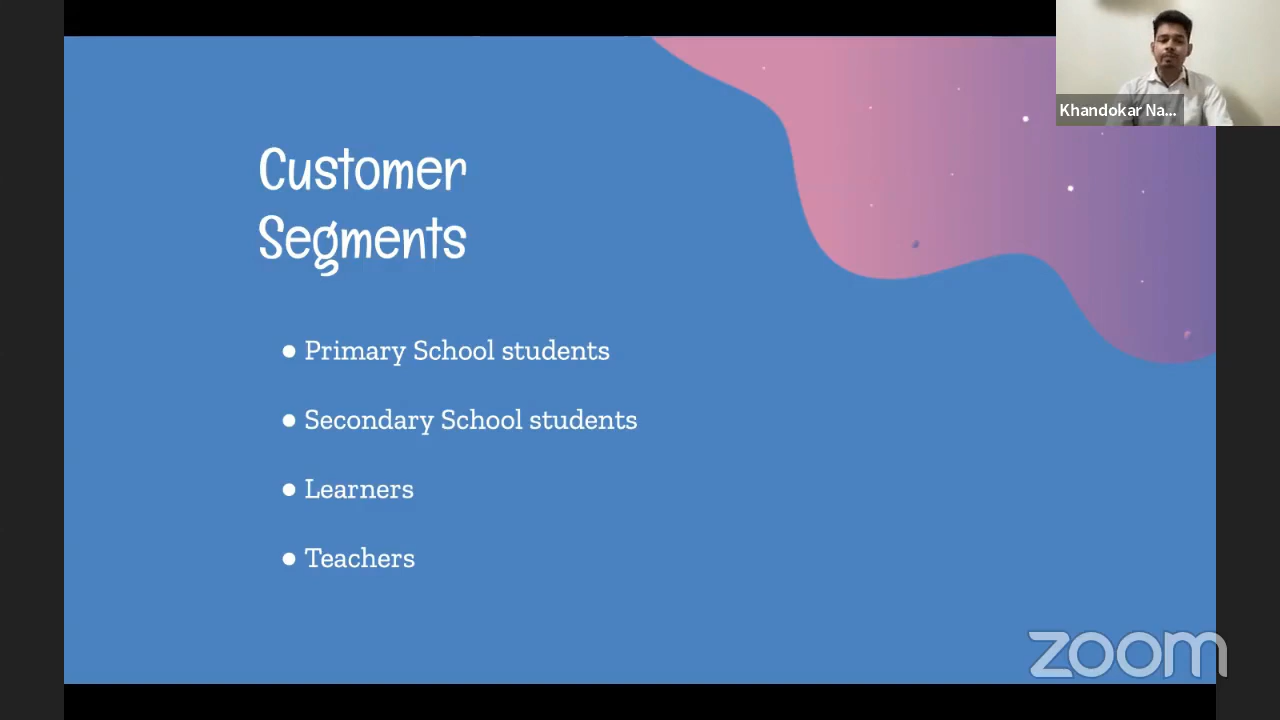 Khandokar Na...
Customer
Segments
● Primary School students
● Secondary School students
● Learners
● Teachers
zoom